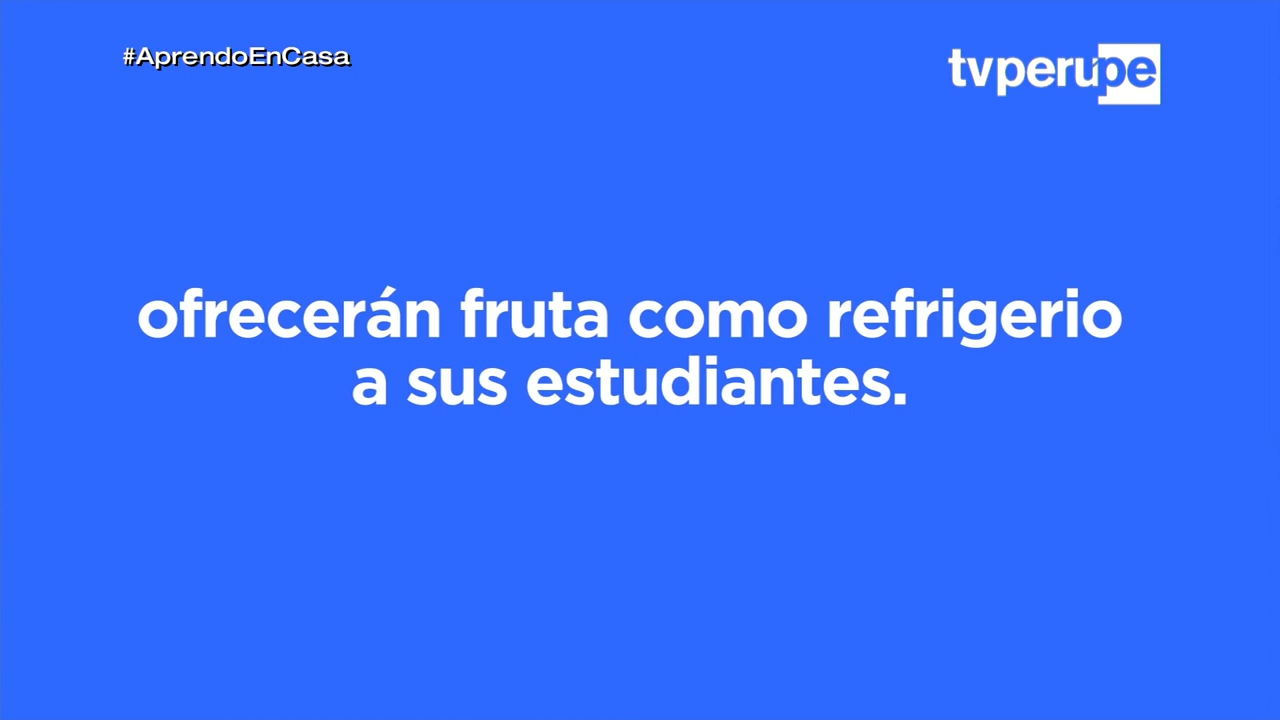 #AprendoEnCasa
tvperupe
ofrecerán fruta como refrigerio
a sus estudiantes.